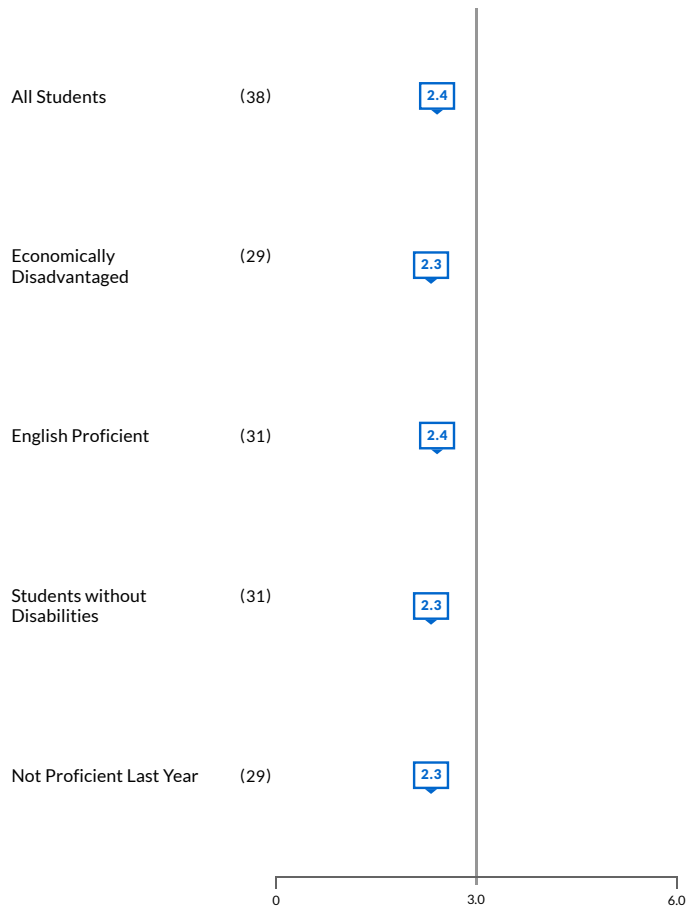 All Students (38) 2.4
Economically
Disadvantaged (29) 2.3
English Proficient (31) 2.4
Students without
Disabilities (31) 2.3
Not Proficient Last Year (29) 2.3
0 3.0 6.0